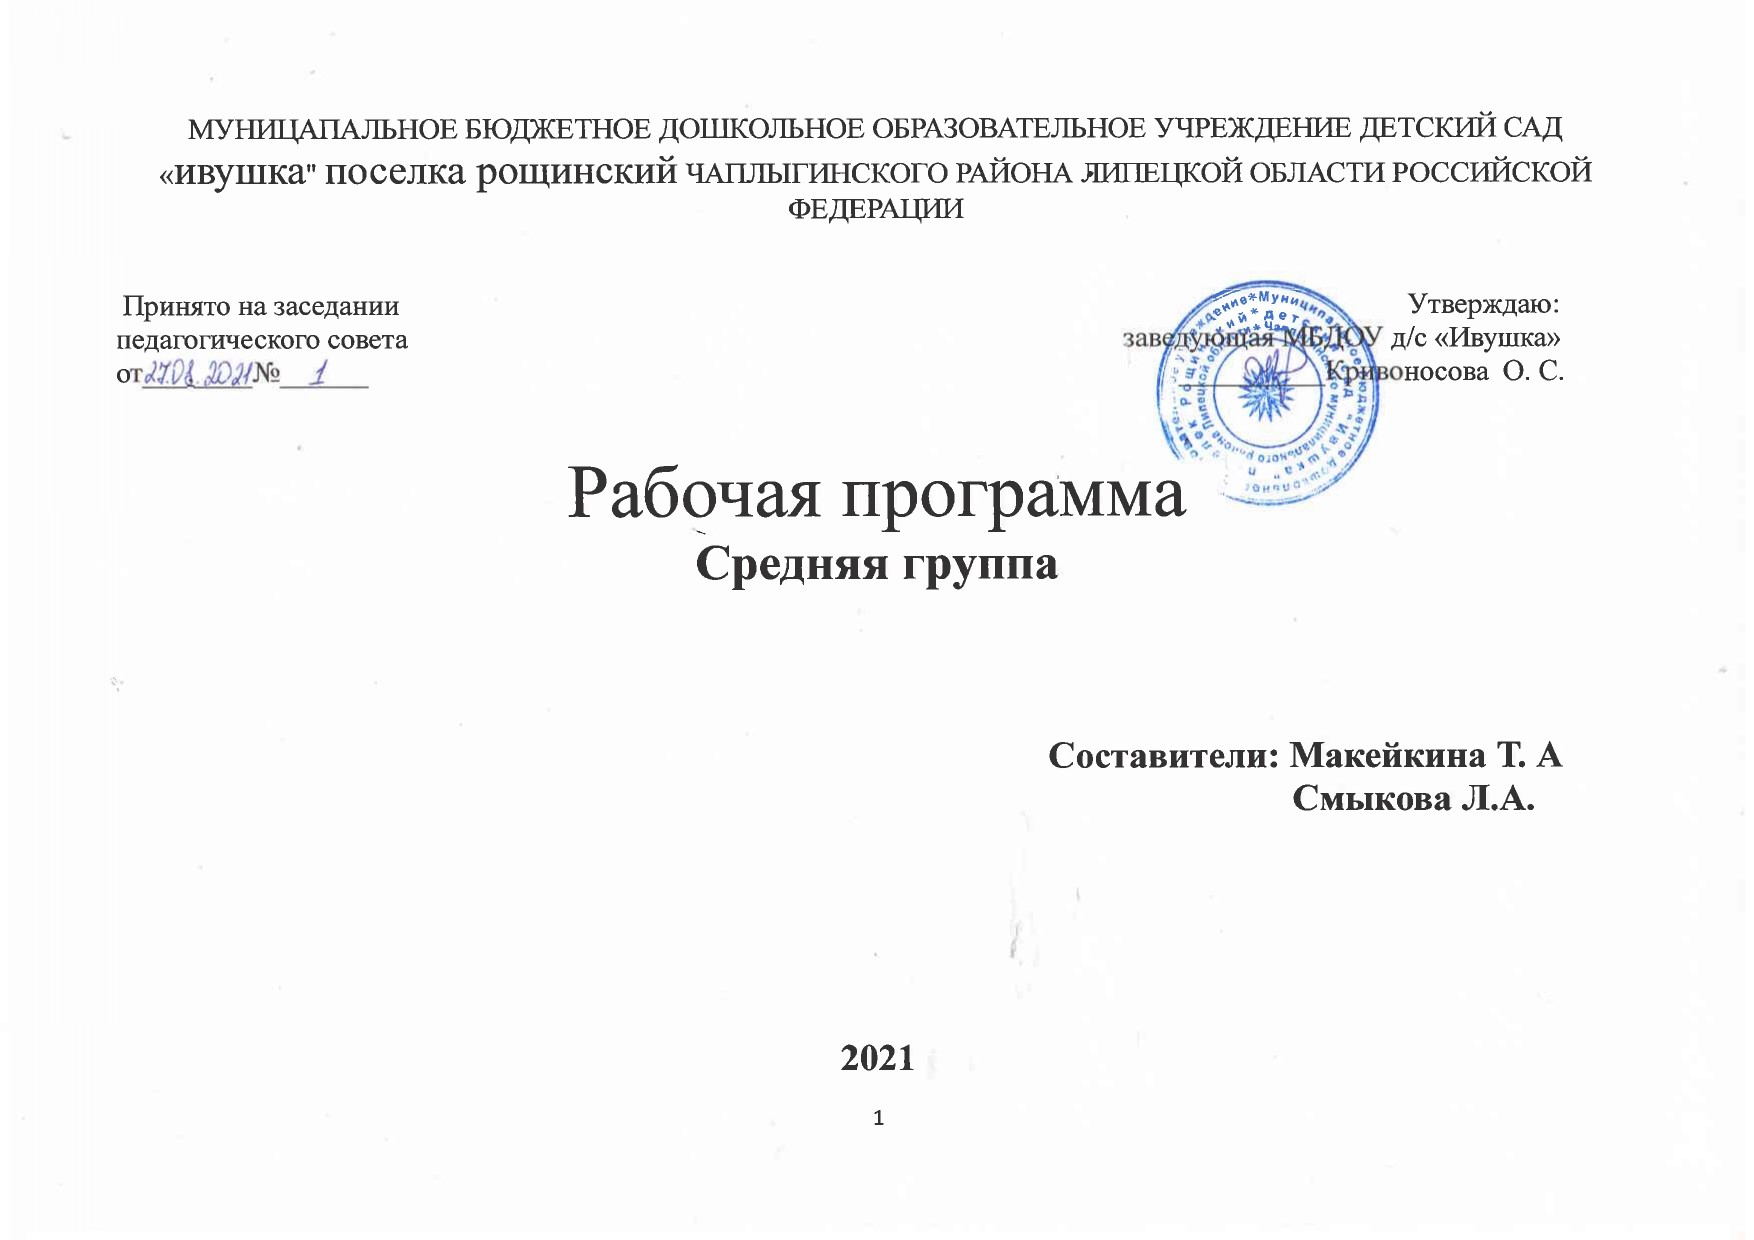 МУНИЦАПАЛЬНОЕ БЮДЖЕТНОЕ ДОШКОЛЬНОЕ ОБРАЗОВАТЕЛЬНОЕ УЧРЕЖДЕНИЕ ДЕТСКИЙ САД
«ивушка" поселка рощинский ЧАПЛЫГИНСКОГО РАЙОНА ЛИПЕЦКОЙ ОБЛАСТИ РОССИЙСКОЙ
ФЕДЕРАЦИИ
Принято на заседании
педагогического совета
от 27.08.2021 № 1
Утверждаю:
заведующая МБДОУ д/с «Ивушка»
Кривоносова О. С.
Рабочая программа
Средняя группа
Составители: Макейкина Т. А
Смыкова Л.А.
2021
1